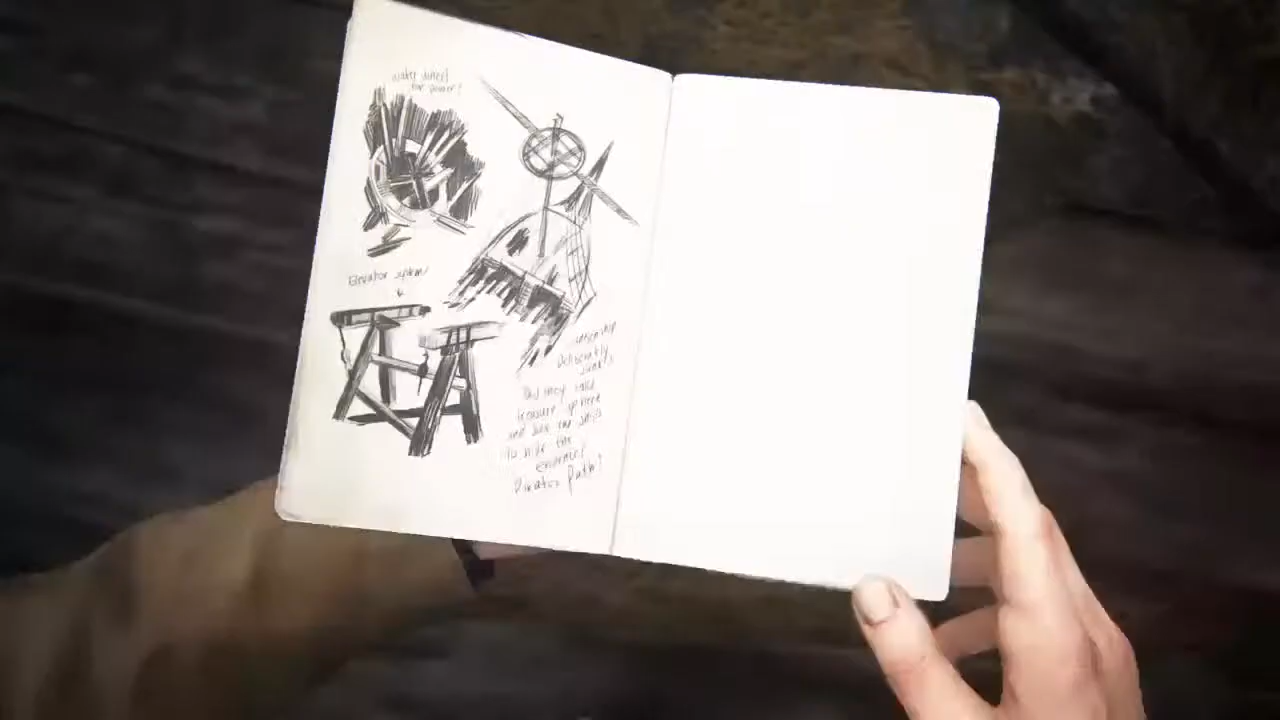 water wheel
for power?
Elevator system
deliberately
sunk?
Did they raid
treasure up here
and sink the ships
to hide the
entrance?
Pirates path?